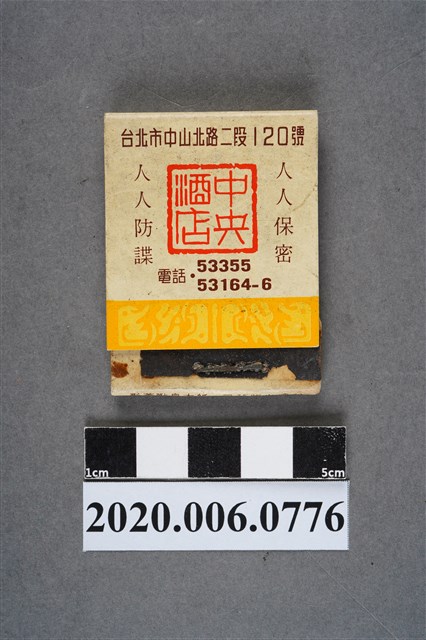 台北市中山北路二段120號
人人保密
中央
酒店
人人防諜
電話・53355
53164-6
1cm
5cm
2020.006.0776